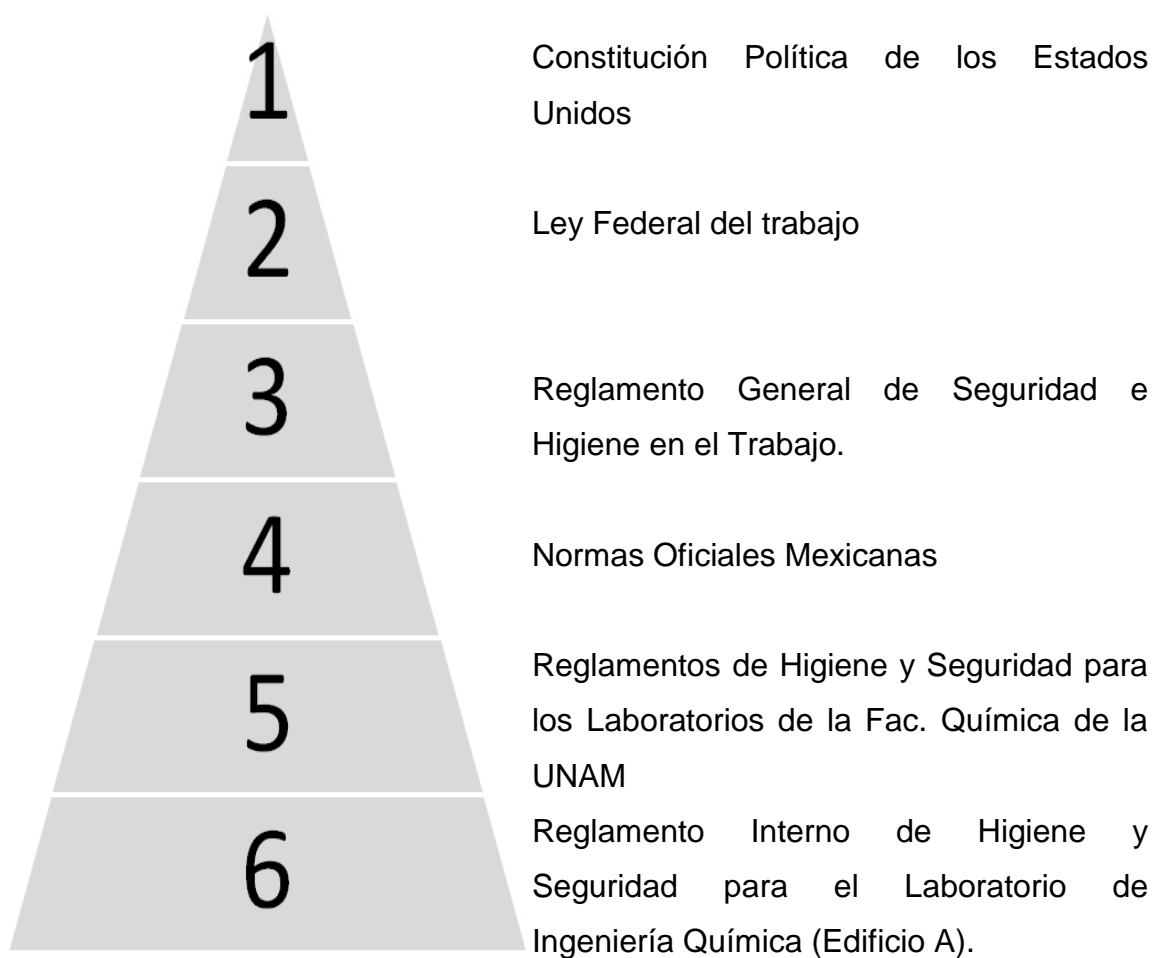 1
Constitución Política de los Estados
Unidos
2
Ley Federal del trabajo
3
Reglamento General de Seguridad e
Higiene en el Trabajo.
4
Normas Oficiales Mexicanas
5
Reglamentos de Higiene y Seguridad para
los Laboratorios de la Fac. Química de la
UNAM
6
Reglamento Interno de Higiene y
Seguridad para el Laboratorio de
Ingeniería Química (Edificio A).